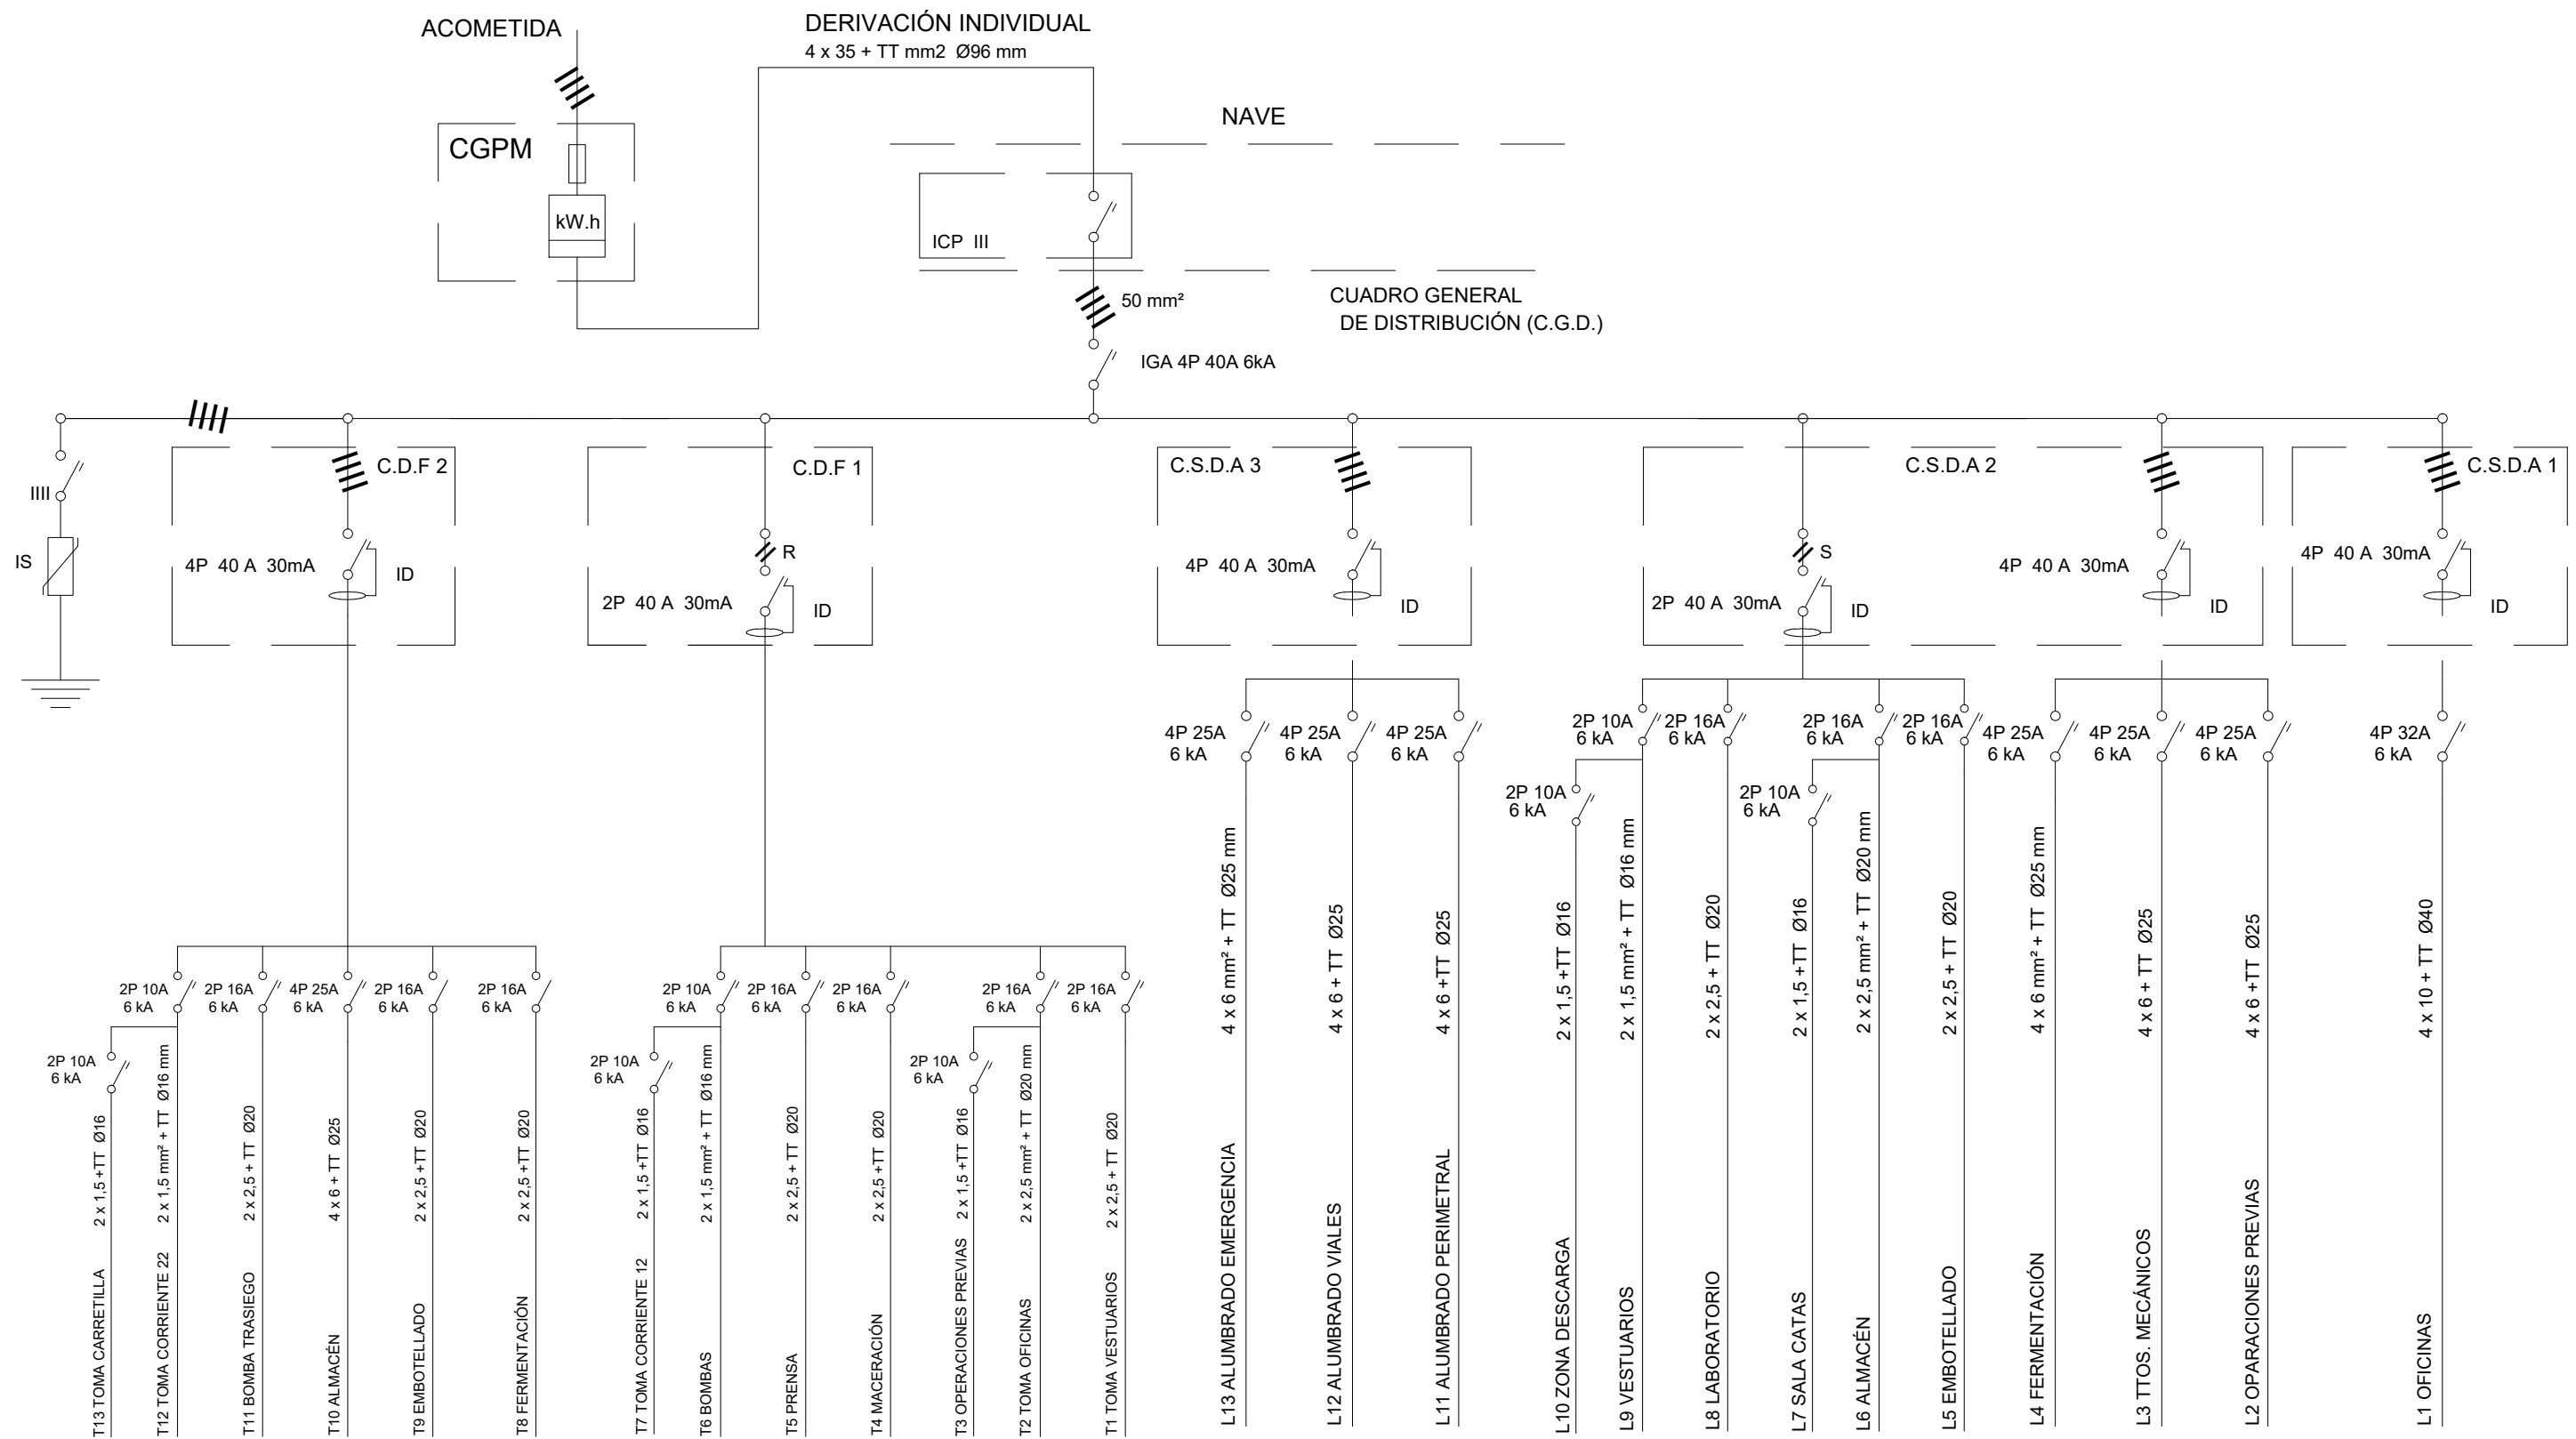 ACOMETIDA
DERIVACIÓN INDIVIDUAL
4 x 35 + TT mm2 Ø96 mm
NAVE
CGPM
kW.h
ICP III
50 mm²
CUADRO GENERAL
DE DISTRIBUCIÓN (C.G.D.)
IGA 4P 40A 6kA
IIII
IS
C.D.F 2
4P 40 A 30mA
ID
C.D.F 1
R
2P 40 A 30mA
ID
C.S.D.A 3
4P 40 A 30mA
ID
C.S.D.A 2
S
2P 40 A 30mA
ID
4P 40 A 30mA
ID
C.S.D.A 1
4P 40 A 30mA
ID
4P 25A
6 kA
4P 25A
6 kA
4P 25A
6 kA
2P 10A
6 kA
2P 16A
6 kA
2P 16A
6 kA
2P 16A
6 kA
4P 25A
6 kA
4P 25A
6 kA
4P 25A
6 kA
4P 32A
6 kA
2P 10A
6 kA
2P 10A
6 kA
2P 10A
6 kA
2P 16A
6 kA
4P 25A
6 kA
2P 16A
6 kA
2P 16A
6 kA
2P 10A
6 kA
2P 16A
6 kA
2P 16A
6 kA
2P 16A
6 kA
2P 16A
6 kA
2P 10A
6 kA
2P 10A
6 kA
2P 10A
6 kA
T13 TOMA CARRETILLA 2 x 1,5 +TT Ø16
T12 TOMA CORRIENTE 22 2 x 1,5 mm² + TT Ø16 mm
T11 BOMBA TRASIEGO 2 x 2,5 + TT Ø20
T10 ALMACÉN 4 x 6 + TT Ø25
T9 EMBOTELLADO 2 x 2,5 +TT Ø20
T8 FERMENTACIÓN 2 x 2,5 +TT Ø20
T7 TOMA CORRIENTE 12 2 x 1,5 +TT Ø16
T6 BOMBAS 2 x 1,5 mm² + TT Ø16 mm
T5 PRENSA 2 x 2,5 + TT Ø20
T4 MACERACIÓN 2 x 2,5 +TT Ø20
T3 OPERACIONES PREVIAS 2 x 1,5 +TT Ø16
T2 TOMA OFICINAS 2 x 2,5 mm² + TT Ø20 mm
T1 TOMA VESTUARIOS 2 x 2,5 + TT Ø20
L13 ALUMBRADO EMERGENCIA 4 x 6 mm² + TT Ø25 mm
L12 ALUMBRADO VIALES 4 x 6 + TT Ø25
L11 ALUMBRADO PERIMETRAL 4 x 6 +TT Ø25
L10 ZONA DESCARGA 2 x 1,5 +TT Ø16
L9 VESTUARIOS 2 x 1,5 mm² + TT Ø16 mm
L8 LABORATORIO 2 x 2,5 + TT Ø20
L7 SALA CATAS 2 x 1,5 +TT Ø16
L6 ALMACÉN 2 x 2,5 mm² + TT Ø20 mm
L5 EMBOTELLADO 2 x 2,5 + TT Ø20
L4 FERMENTACIÓN 4 x 6 mm² + TT Ø25 mm
L3 TTOS. MECÁNICOS 4 x 6 + TT Ø25
L2 OPARACIONES PREVIAS 4 x 6 +TT Ø25
L1 OFICINAS 4 x 10 + TT Ø40